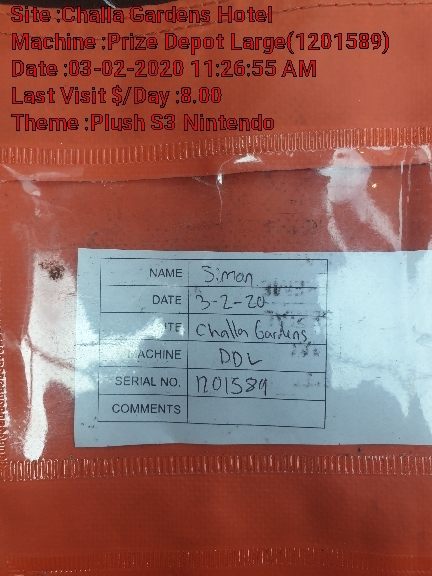 Site :Challa Gardens Hotel
Machine :Prize Depot Large(1201589)
Date :03-02-2020 11:26:55 AM
Last Visit $/Day :8.00
Theme :Plush S3 Nintendo
NAME Simon
DATE 3-2-20
SITE Challa Gardens
MACHINE DDL
SERIAL NO. 1201589
COMMENTS